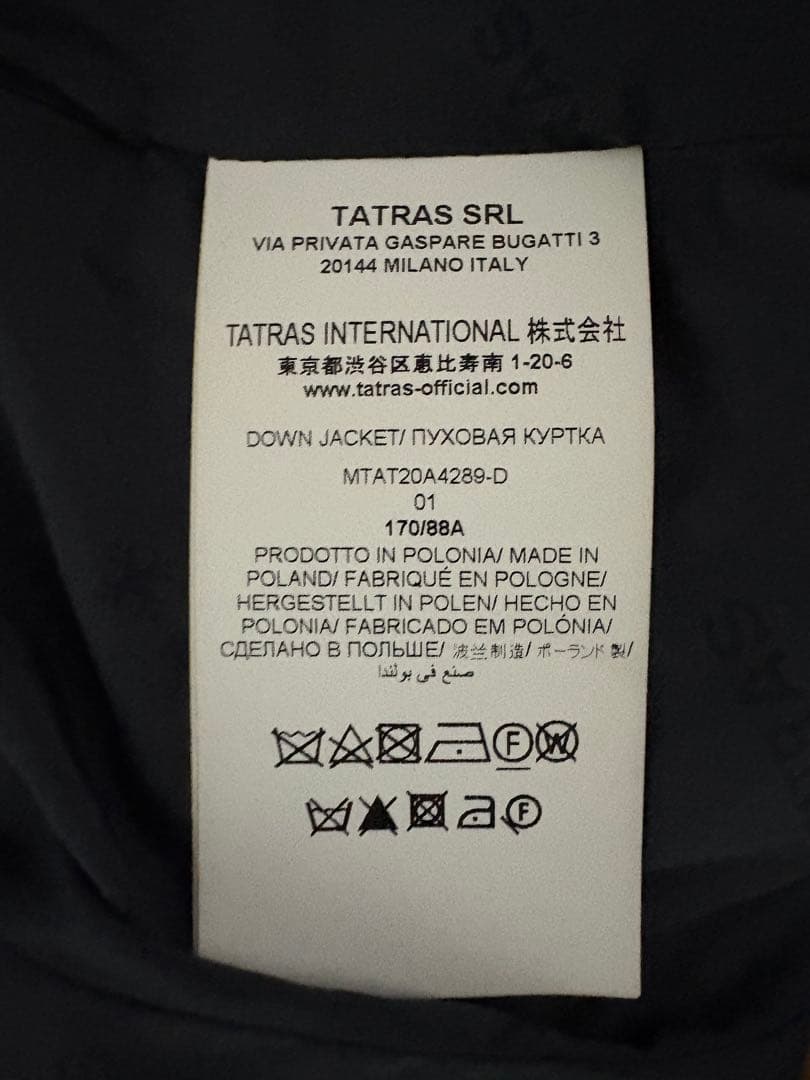 TATRAS SRL
VIA PRIVATA GASPARE BUGATTI 3
20144 MILANO ITALY
TATRAS INTERNATIONAL 株式会社
東京都渋谷区恵比寿南 1-20-6
www.tatras-official.com
DOWN JACKET/ ПУХОВАЯ КУРТКА
MTAT20A4289-D
01
170/88A
PRODOTTO IN POLONIA/ MADE IN
POLAND/ FABRIQUÉ EN POLOGNE/
HERGESTELLT IN POLEN/ HECHO EN
POLONIA/ FABRICADO EM POLÓNIA/
СДЕЛАНО В ПОЛЬШЕ/ 波兰制造/ ポーランド 製/
صنع في بولندا
F W
F